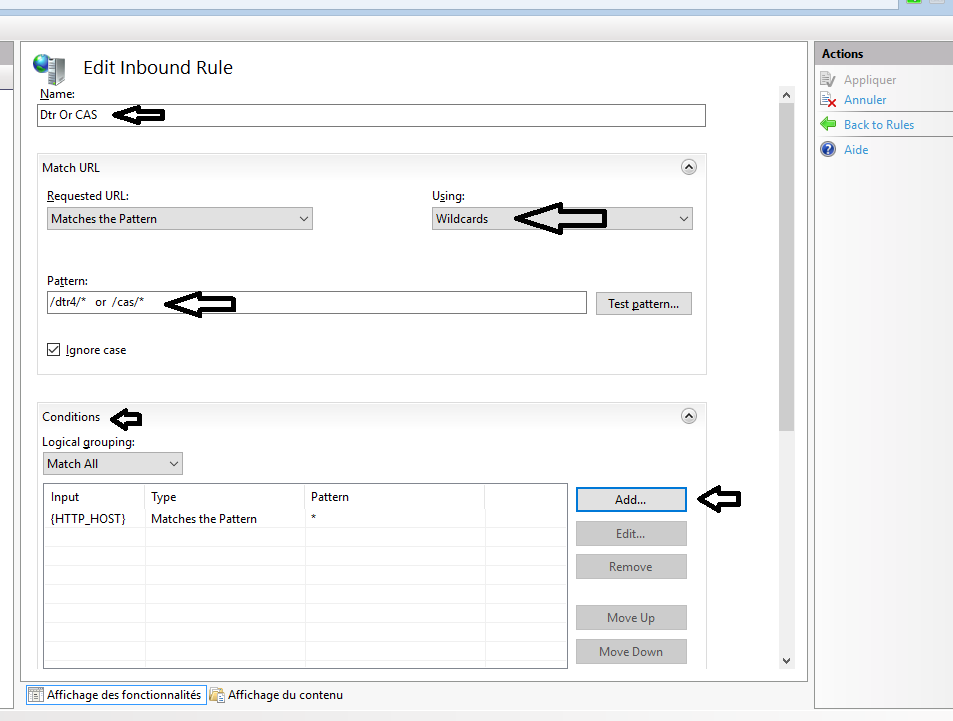 Edit Inbound Rule
Name:
Dtr Or CAS
Match URL
Requested URL:
Using:
Matches the Pattern
Wildcards
Pattern:
/dtr4/* or /cas/*
Test pattern...
Ignore case
Conditions
Logical grouping:
Match All
Input Type Pattern
{HTTP_HOST} Matches the Pattern *
Add...
Edit...
Remove
Move Up
Move Down
Affichage des fonctionnalités
Affichage du contenu
Actions
Appliquer
Annuler
Back to Rules
Aide